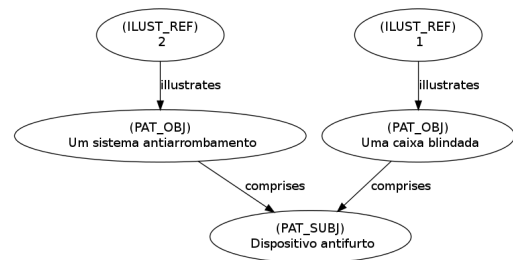 (ILUST_REF)
2
(ILUST_REF)
1
illustrates
illustrates
(PAT_OBJ)
Um sistema antiarrombamento
(PAT_OBJ)
Uma caixa blindada
comprises
comprises
(PAT_SUBJ)
Dispositivo antifurto